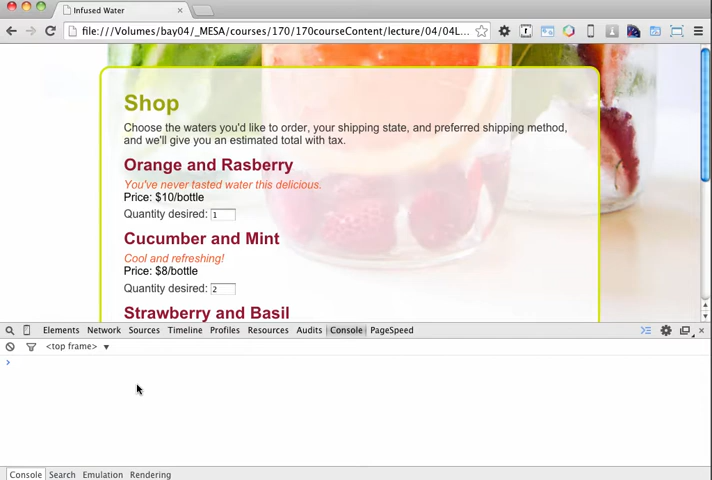 Infused Water
file:///Volumes/bay04/_MESA/courses/170/170courseContent/lecture/04/04L...
Shop
Choose the waters you'd like to order, your shipping state, and preferred shipping method,
and we'll give you an estimated total with tax.
Orange and Rasberry
You've never tasted water this delicious.
Price: $10/bottle
Quantity desired: 1
Cucumber and Mint
Cool and refreshing!
Price: $8/bottle
Quantity desired: 2
Strawberry and Basil
Elements Network Sources Timeline Profiles Resources Audits Console PageSpeed
<top frame>
Console Search Emulation Rendering